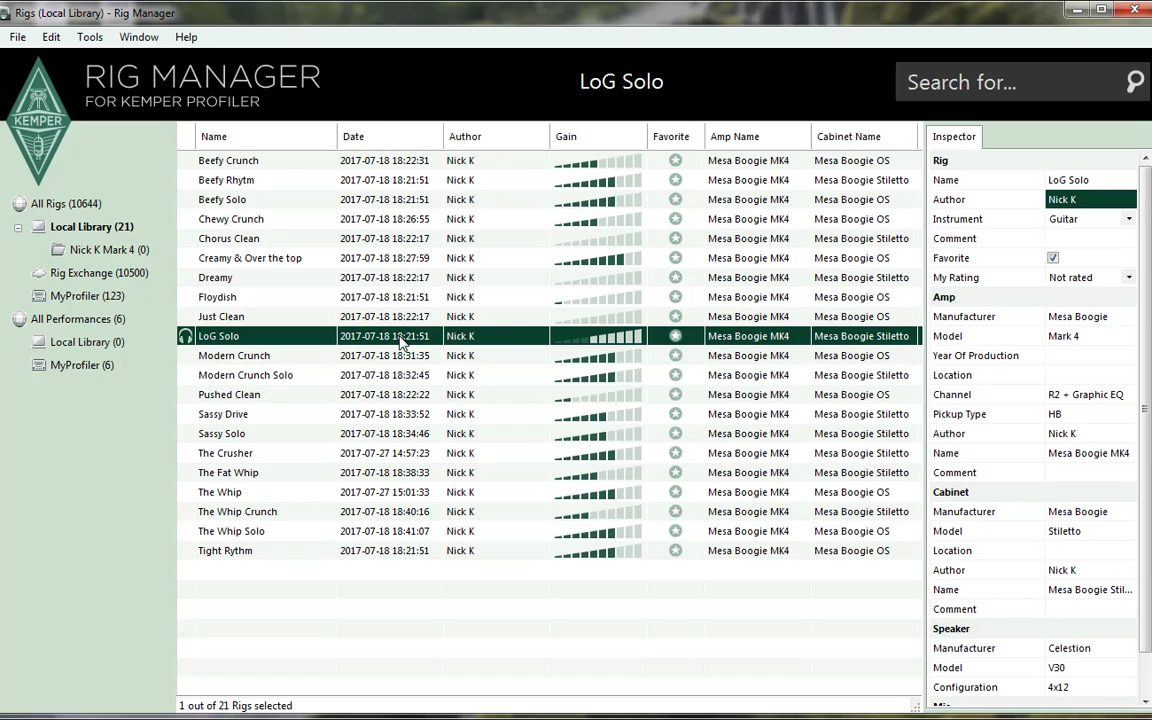 Rigs (Local Library) - Rig Manager
File Edit Tools Window Help
KEMPER
RIG MANAGER
FOR KEMPER PROFILER
LoG Solo
Search for...
All Rigs (10644)
Local Library (21)
Nick K Mark 4 (0)
Rig Exchange (10500)
MyProfiler (123)
All Performances (6)
Local Library (0)
MyProfiler (6)
Name Date Author Gain Favorite Amp Name Cabinet Name
Beefy Crunch 2017-07-18 18:22:31 Nick K Mesa Boogie MK4 Mesa Boogie OS
Beefy Rhytm 2017-07-18 18:21:51 Nick K Mesa Boogie MK4 Mesa Boogie Stiletto
Beefy Solo 2017-07-18 18:21:51 Nick K Mesa Boogie MK4 Mesa Boogie OS
Chewy Crunch 2017-07-18 18:26:55 Nick K Mesa Boogie MK4 Mesa Boogie Stiletto
Chorus Clean 2017-07-18 18:22:17 Nick K Mesa Boogie MK4 Mesa Boogie OS
Creamy & Over the top 2017-07-18 18:27:59 Nick K Mesa Boogie MK4 Mesa Boogie OS
Dreamy 2017-07-18 18:22:17 Nick K Mesa Boogie MK4 Mesa Boogie OS
Floydish 2017-07-18 18:21:51 Nick K Mesa Boogie MK4 Mesa Boogie OS
Just Clean 2017-07-18 18:22:17 Nick K Mesa Boogie MK4 Mesa Boogie OS
LoG Solo 2017-07-18 18:21:51 Nick K Mesa Boogie MK4 Mesa Boogie Stiletto
Modern Crunch 2017-07-18 18:31:35 Nick K Mesa Boogie MK4 Mesa Boogie OS
Modern Crunch Solo 2017-07-18 18:32:45 Nick K Mesa Boogie MK4 Mesa Boogie Stiletto
Pushed Clean 2017-07-18 18:22:22 Nick K Mesa Boogie MK4 Mesa Boogie OS
Sassy Drive 2017-07-18 18:33:52 Nick K Mesa Boogie MK4 Mesa Boogie Stiletto
Sassy Solo 2017-07-18 18:34:46 Nick K Mesa Boogie MK4 Mesa Boogie Stiletto
The Crusher 2017-07-27 14:57:23 Nick K Mesa Boogie MK4 Mesa Boogie OS
The Fat Whip 2017-07-18 18:38:33 Nick K Mesa Boogie MK4 Mesa Boogie Stiletto
The Whip 2017-07-27 15:01:33 Nick K Mesa Boogie MK4 Mesa Boogie OS
The Whip Crunch 2017-07-18 18:40:16 Nick K Mesa Boogie MK4 Mesa Boogie Stiletto
The Whip Solo 2017-07-18 18:41:07 Nick K Mesa Boogie MK4 Mesa Boogie OS
Tight Rythm 2017-07-18 18:21:51 Nick K Mesa Boogie MK4 Mesa Boogie OS
1 out of 21 Rigs selected
Inspector
Rig
Name LoG Solo
Author Nick K
Instrument Guitar
Comment
Favorite
My Rating Not rated
Amp
Manufacturer Mesa Boogie
Model Mark 4
Year Of Production
Location
Channel R2 + Graphic EQ
Pickup Type HB
Author Nick K
Name Mesa Boogie MK4
Comment
Cabinet
Manufacturer Mesa Boogie
Model Stiletto
Location
Author Nick K
Name Mesa Boogie Stil...
Comment
Speaker
Manufacturer Celestion
Model V30
Configuration 4x12